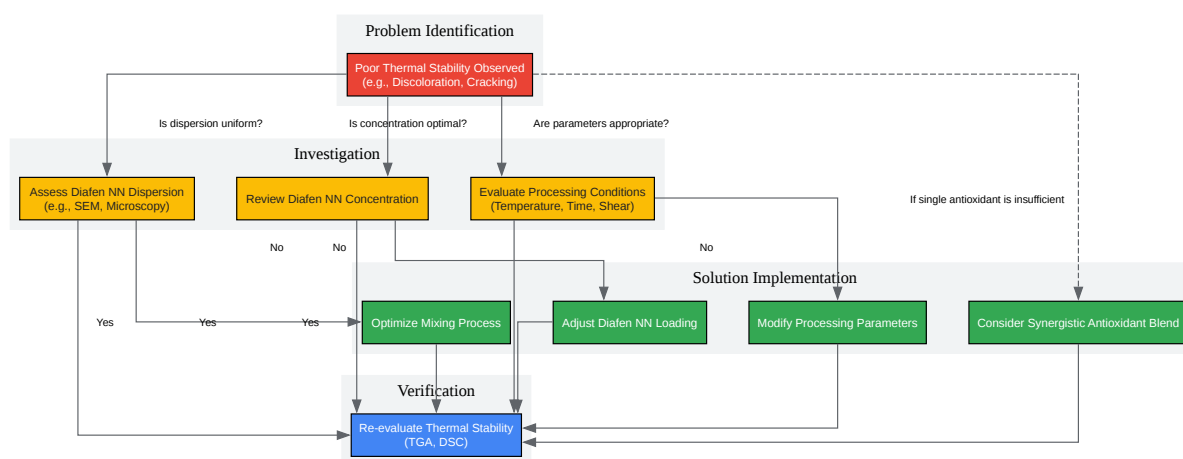 Problem Identification
Poor Thermal Stability Observed
(e.g., Discoloration, Cracking)
Is dispersion uniform?
Is concentration optimal?
Are parameters appropriate?
Investigation
Assess Diafen NN Dispersion
(e.g., SEM, Microscopy)
Review Diafen NN Concentration
Evaluate Processing Conditions
(Temperature, Time, Shear)
If single antioxidant is insufficient
No
No
No
Solution Implementation
Yes
Yes
Yes
Optimize Mixing Process
Adjust Diafen NN Loading
Modify Processing Parameters
Consider Synergistic Antioxidant Blend
Verification
Re-evaluate Thermal Stability
(TGA, DSC)